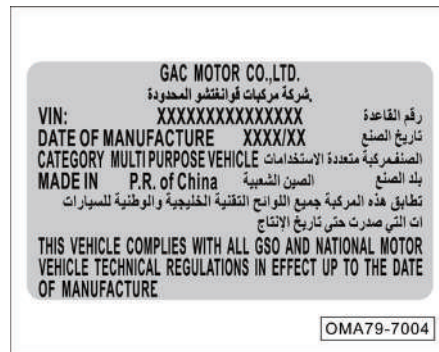 GAC MOTOR CO.,LTD.
شركة مركبات قوانغتشو المحدودة.
VIN: XXXXXXXXXXXXXXX رقم القاعدة
DATE OF MANUFACTURE XXXX/XX تاريخ الصنع
CATEGORY MULTI PURPOSE VEHICLE الصنف مركبة متعددة الاستخدامات
MADE IN P.R. of China الصين الشعبية بلد الصنع
تطابق هذه المركبة جميع اللوائح التقنية الخليجية والوطنية للسيارات
ات التي صدرت حتى تاريخ الإنتاج
THIS VEHICLE COMPLIES WITH ALL GSO AND NATIONAL MOTOR
VEHICLE TECHNICAL REGULATIONS IN EFFECT UP TO THE DATE
OF MANUFACTURE
OMA79-7004